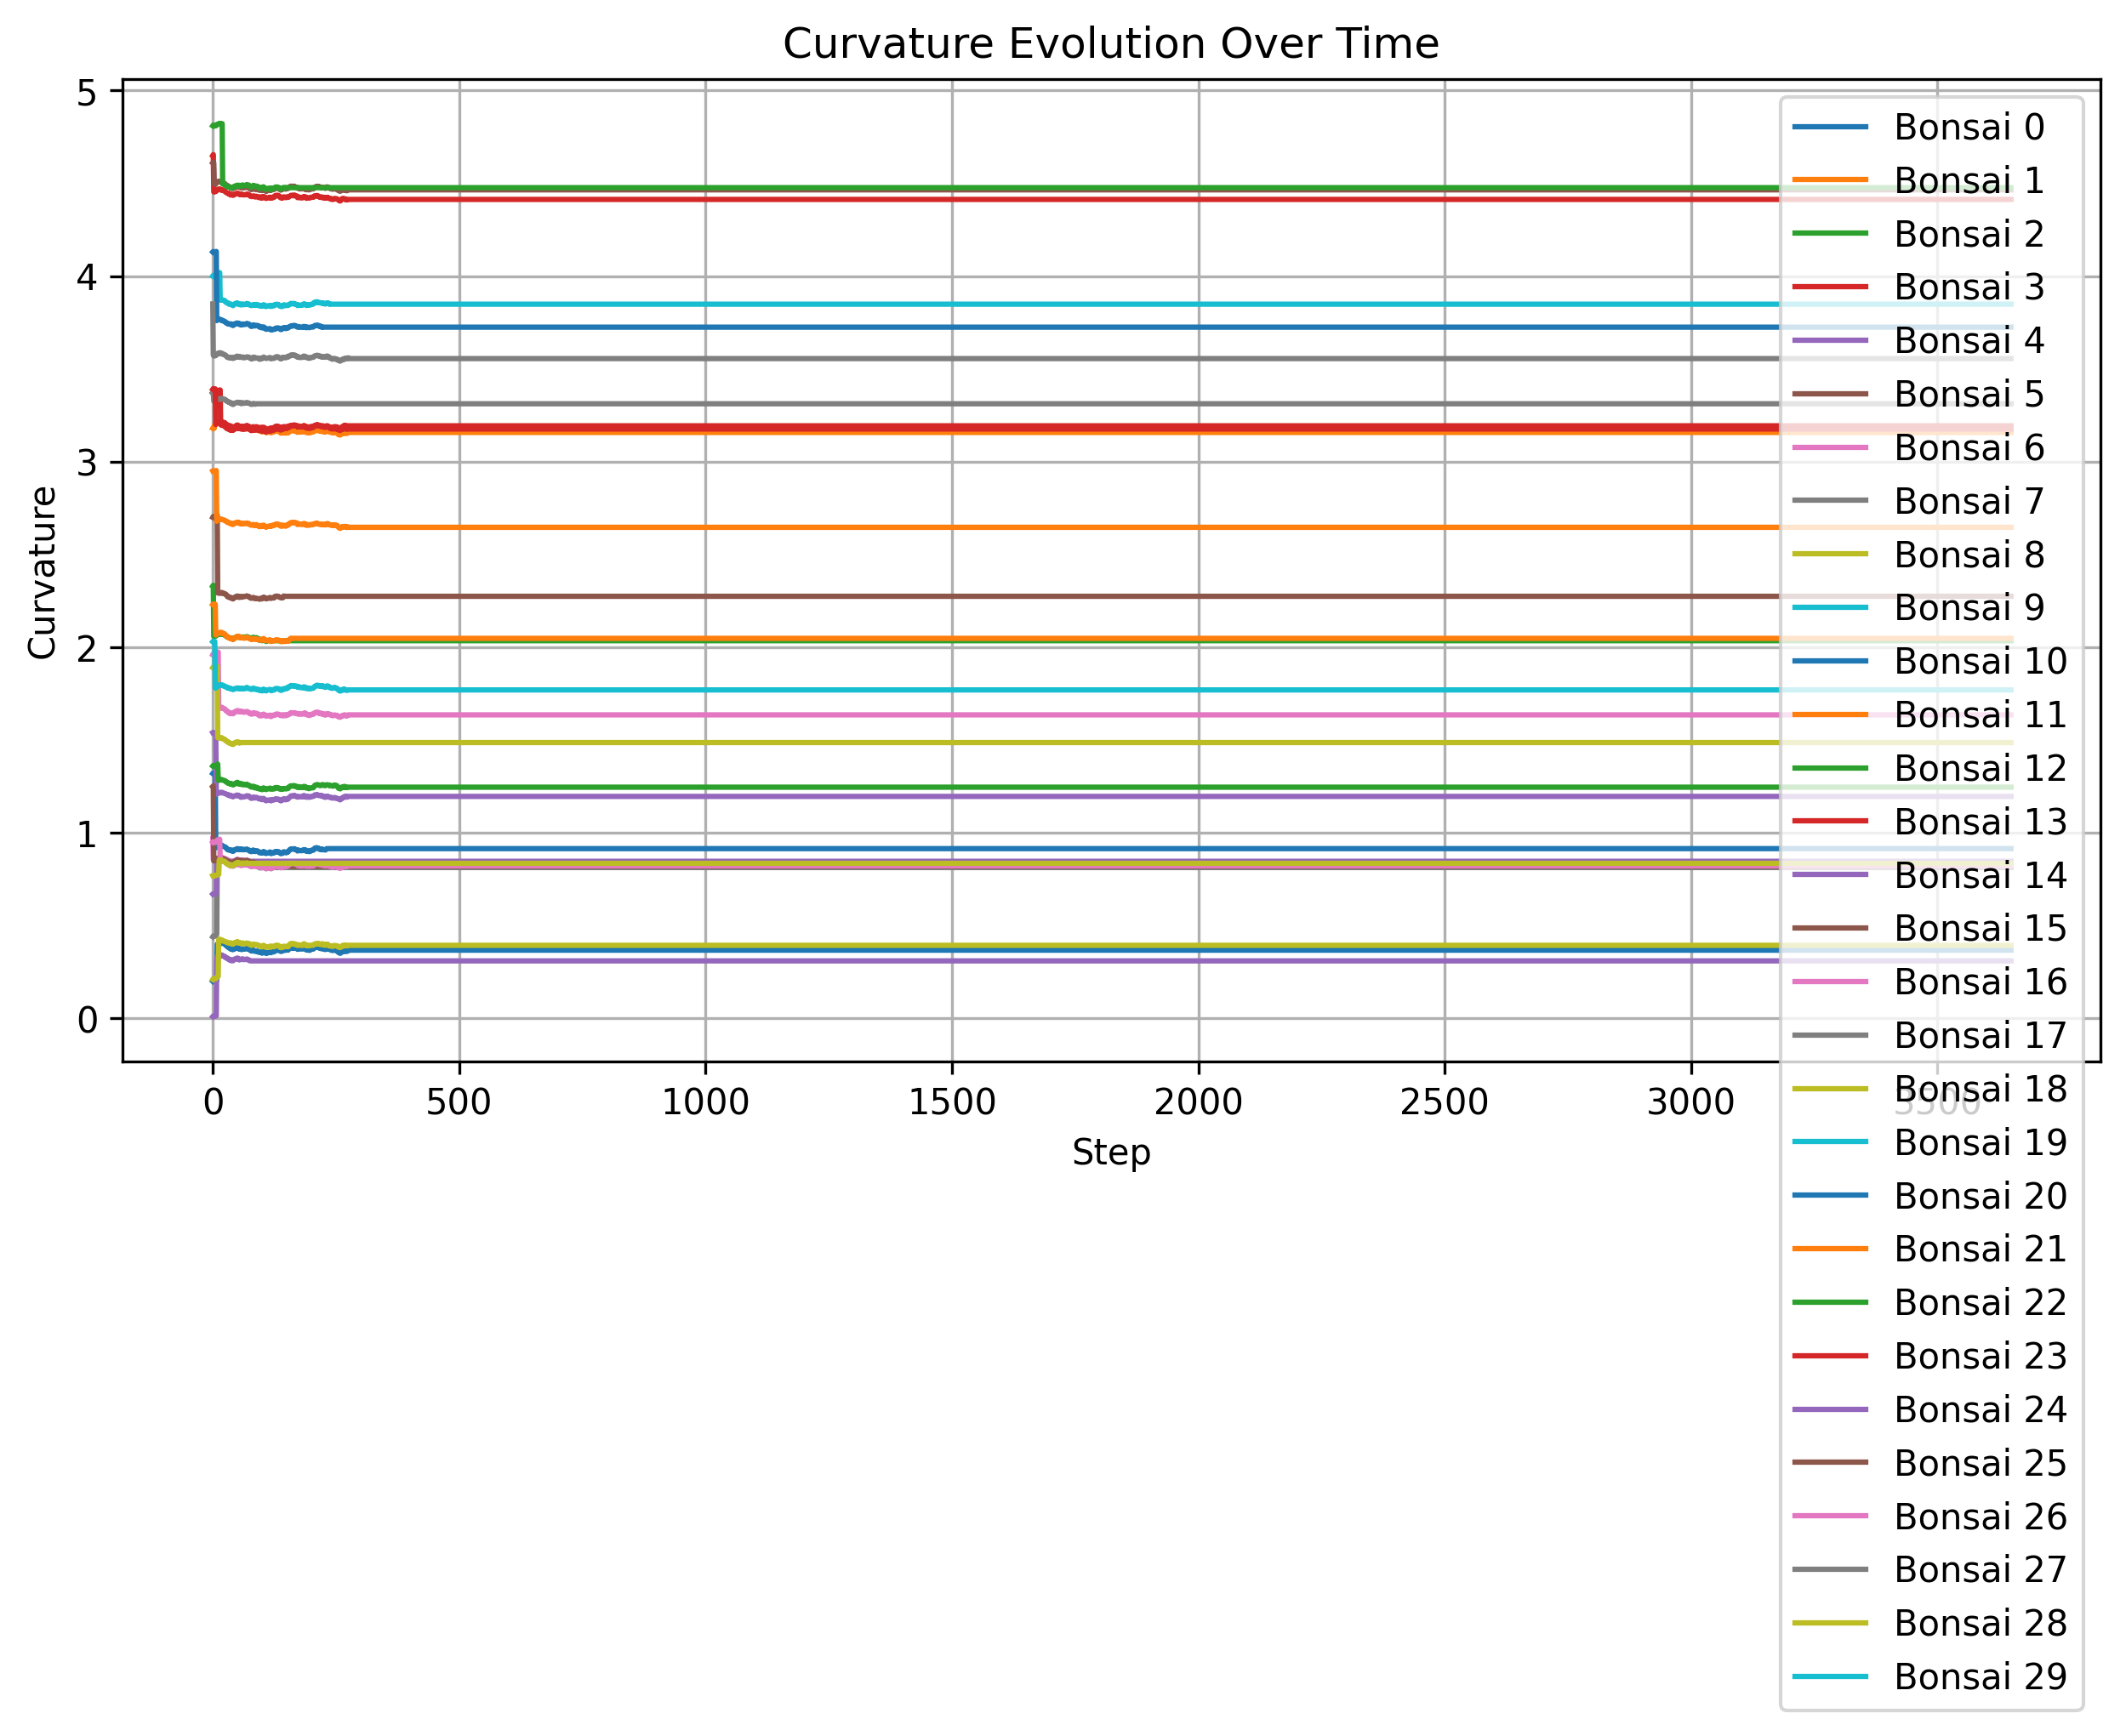 Curvature Evolution Over Time
5
4
3
2
1
0
Curvature
0 500 1000 1500 2000 2500 3000 3500
Step
Bonsai 0
Bonsai 1
Bonsai 2
Bonsai 3
Bonsai 4
Bonsai 5
Bonsai 6
Bonsai 7
Bonsai 8
Bonsai 9
Bonsai 10
Bonsai 11
Bonsai 12
Bonsai 13
Bonsai 14
Bonsai 15
Bonsai 16
Bonsai 17
Bonsai 18
Bonsai 19
Bonsai 20
Bonsai 21
Bonsai 22
Bonsai 23
Bonsai 24
Bonsai 25
Bonsai 26
Bonsai 27
Bonsai 28
Bonsai 29